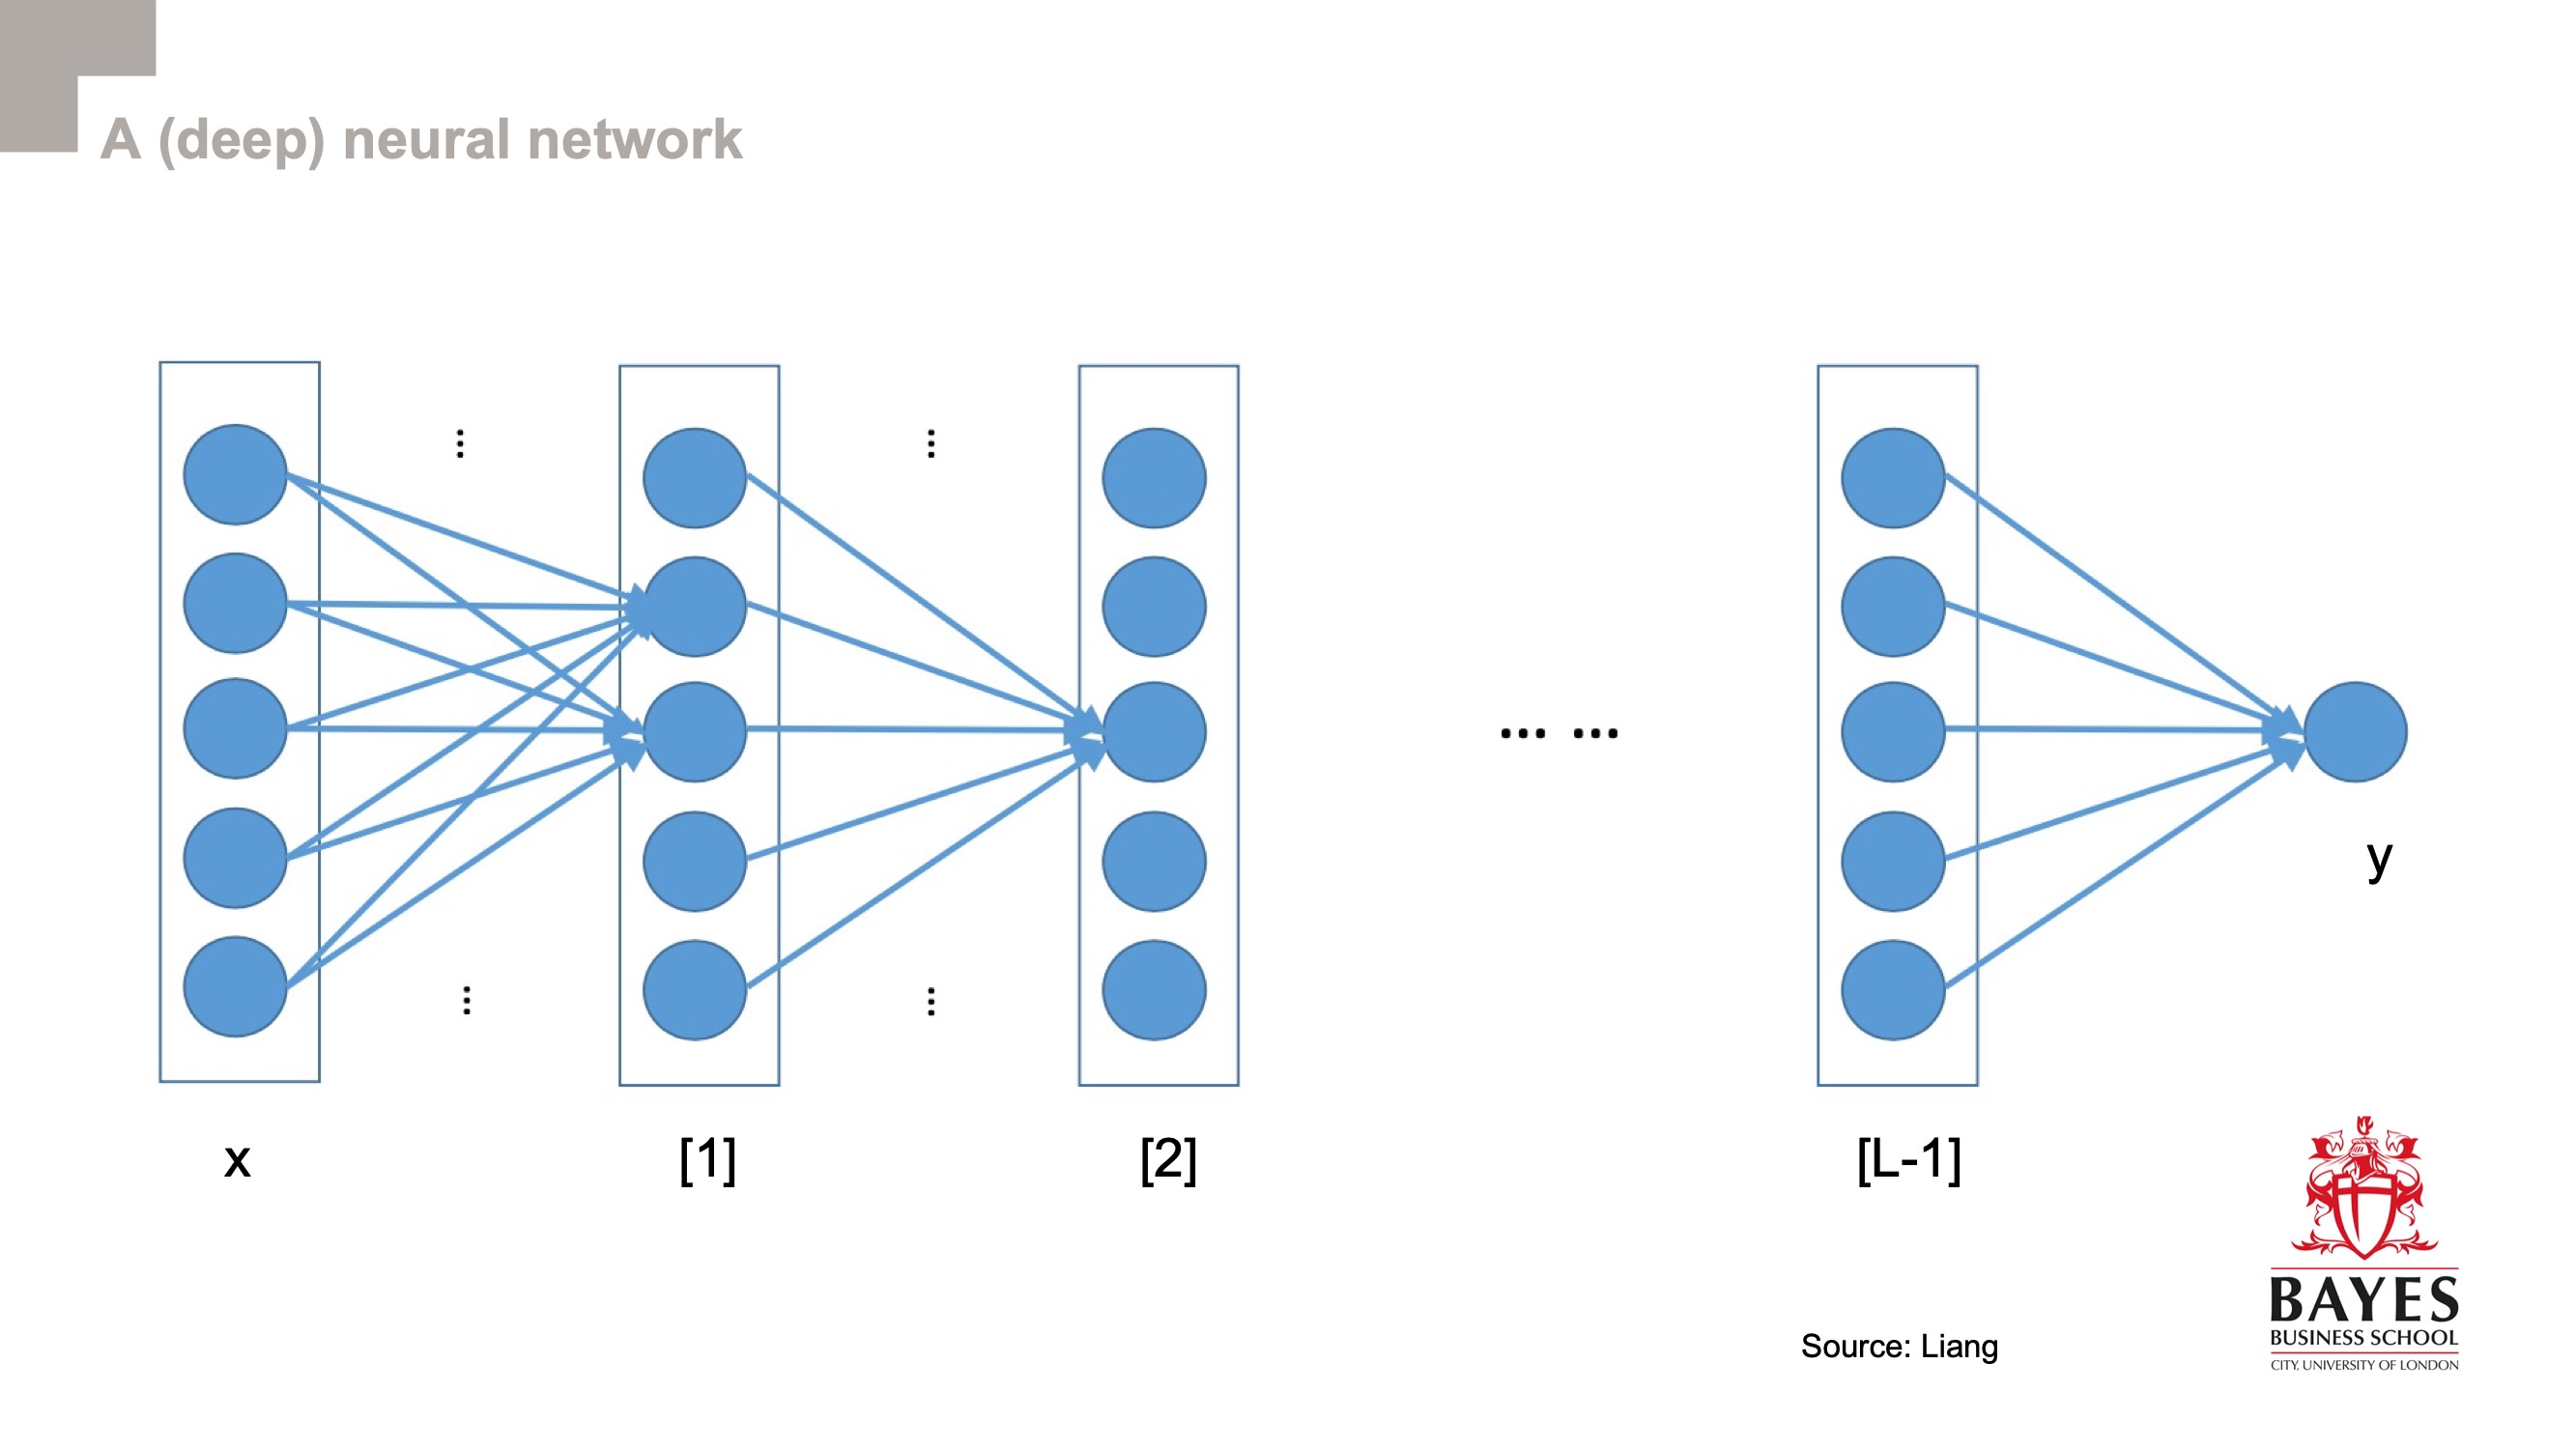 A (deep) neural network
⋮ ⋮
... ...
y
⋮ ⋮
x [1] [2] [L-1]
Source: Liang
BAYES
BUSINESS SCHOOL
CITY, UNIVERSITY OF LONDON